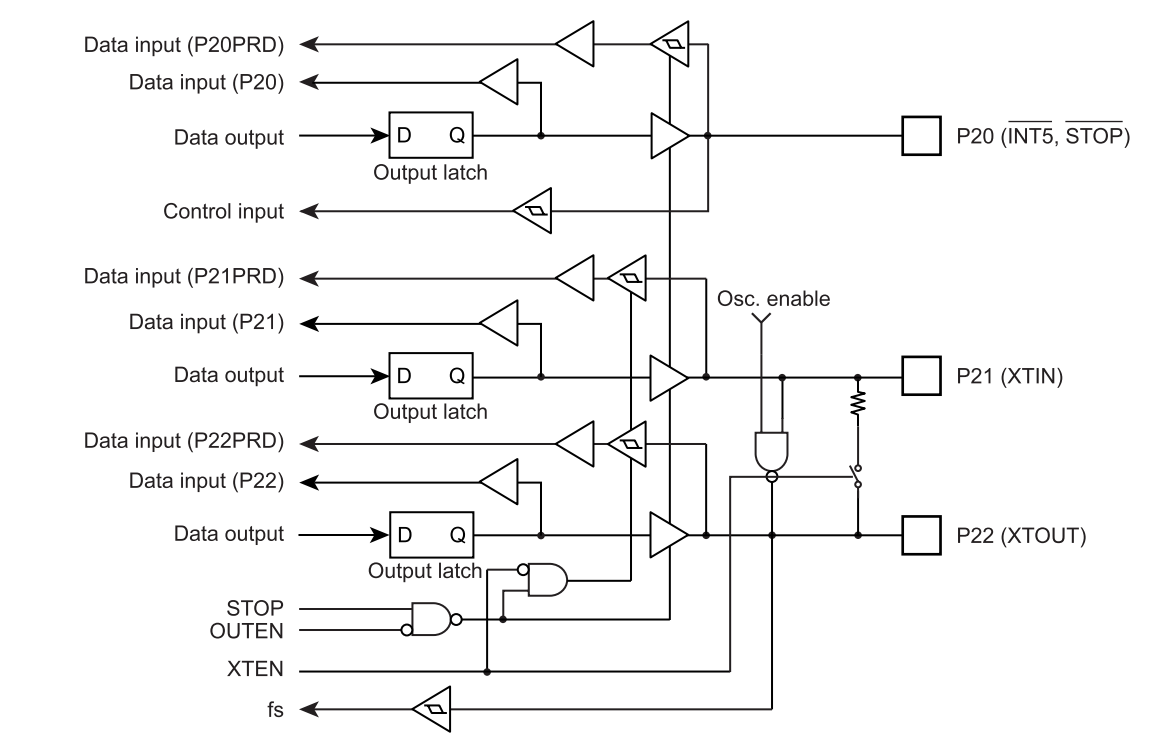 Data input (P20PRD)
Data input (P20)
Data output
D Q
Output latch
P20 (INT5, STOP)
Control input
Data input (P21PRD)
Osc. enable
Data input (P21)
Data output
D Q
Output latch
P21 (XTIN)
Data input (P22PRD)
Data input (P22)
Data output
D Q
Output latch
P22 (XTOUT)
STOP
OUTEN
XTEN
fs